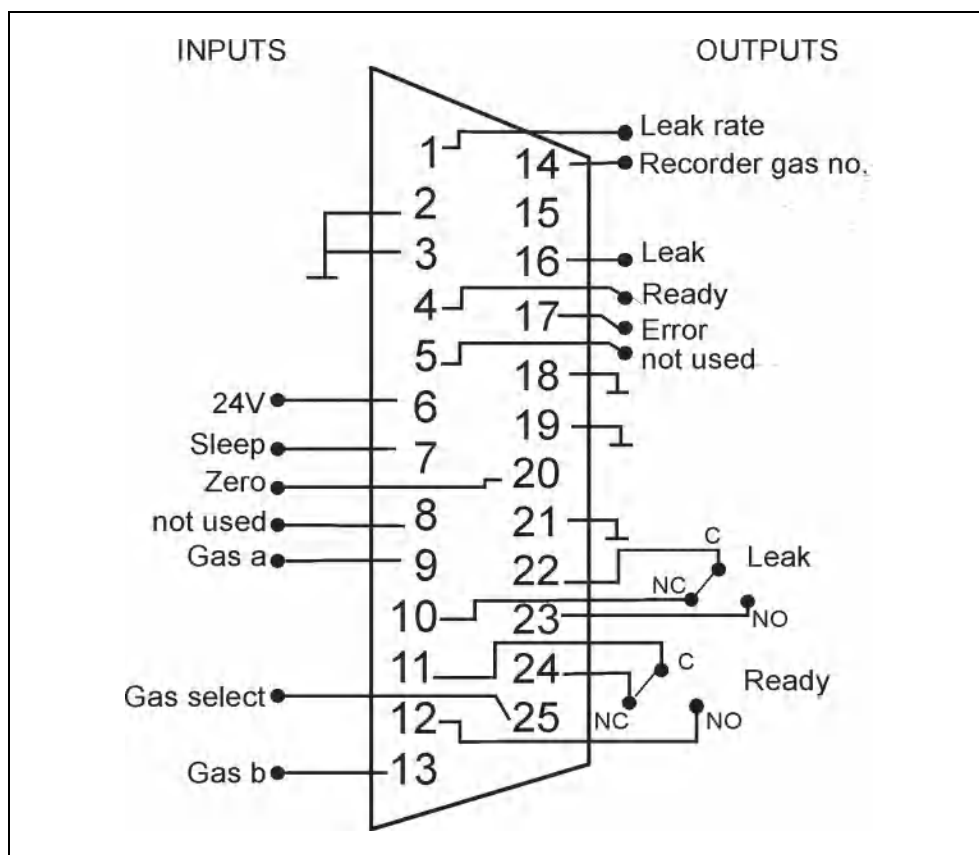 INPUTS
OUTPUTS
1
Leak rate
14
Recorder gas no.
2
15
3
16
Leak
4
Ready
17
Error
5
not used
18
24V
6
19
Sleep
7
Zero
20
not used
8
21
Gas a
9
22
C
Leak
NC
10
23
NO
11
24
C
Ready
Gas select
12
25
NC
NO
Gas b
13